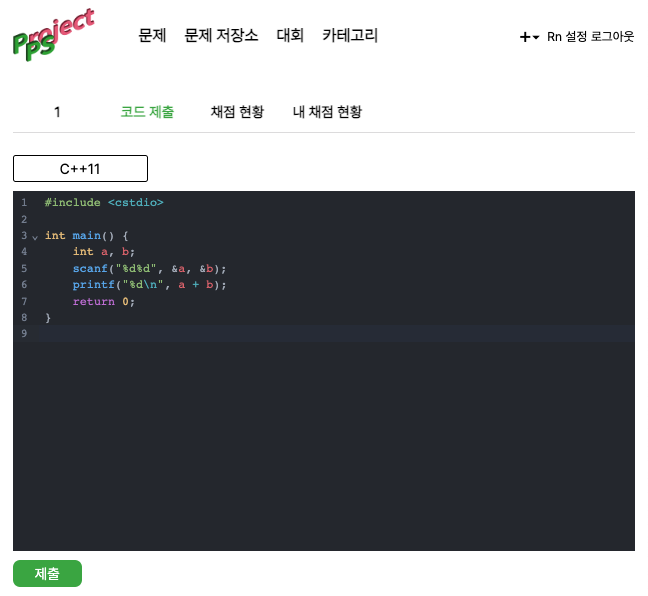 Project PPS
문제 문제 저장소 대회 카테고리 Rn 설정 로그아웃
1 코드 제출 채점 현황 내 채점 현황
C++11
1 #include <cstdio>
2
3 int main() {
4     int a, b;
5     scanf("%d%d", &a, &b);
6     printf("%d\n", a + b);
7     return 0;
8 }
9
제출